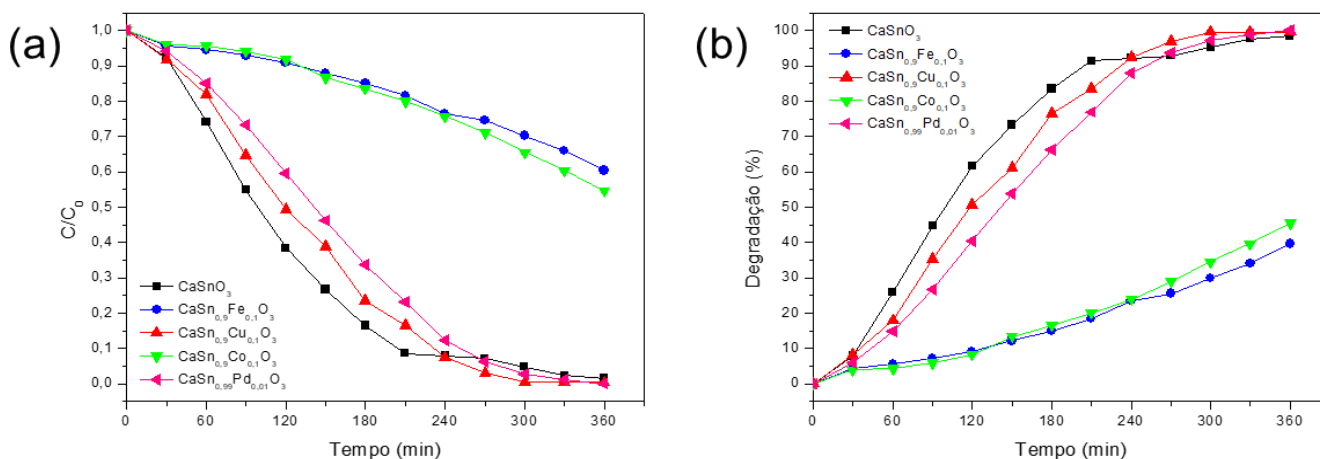 (a)
C/C₀
1,0
0,9
0,8
0,7
0,6
0,5
0,4
0,3
0,2
0,1
0,0
CaSnO₃
CaSn₀,₉Fe₀,₁O₃
CaSn₀,₉Cu₀,₁O₃
CaSn₀,₉Co₀,₁O₃
CaSn₀,₉₉Pd₀,₀₁O₃
0 60 120 180 240 300 360
Tempo (min)
(b)
Degradação (%)
100
90
80
70
60
50
40
30
20
10
0
CaSnO₃
CaSn₀,₉Fe₀,₁O₃
CaSn₀,₉Cu₀,₁O₃
CaSn₀,₉Co₀,₁O₃
CaSn₀,₉₉Pd₀,₀₁O₃
0 60 120 180 240 300 360
Tempo (min)